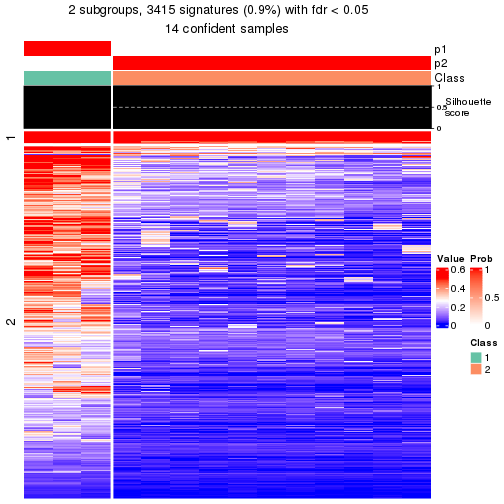 2 subgroups, 3415 signatures (0.9%) with fdr < 0.05
14 confident samples
p1
p2
Class
1
0.5
0
Silhouette
score
1
2
Value
0.6
0.4
0.2
0
Prob
1
0.5
0
Class
1
2